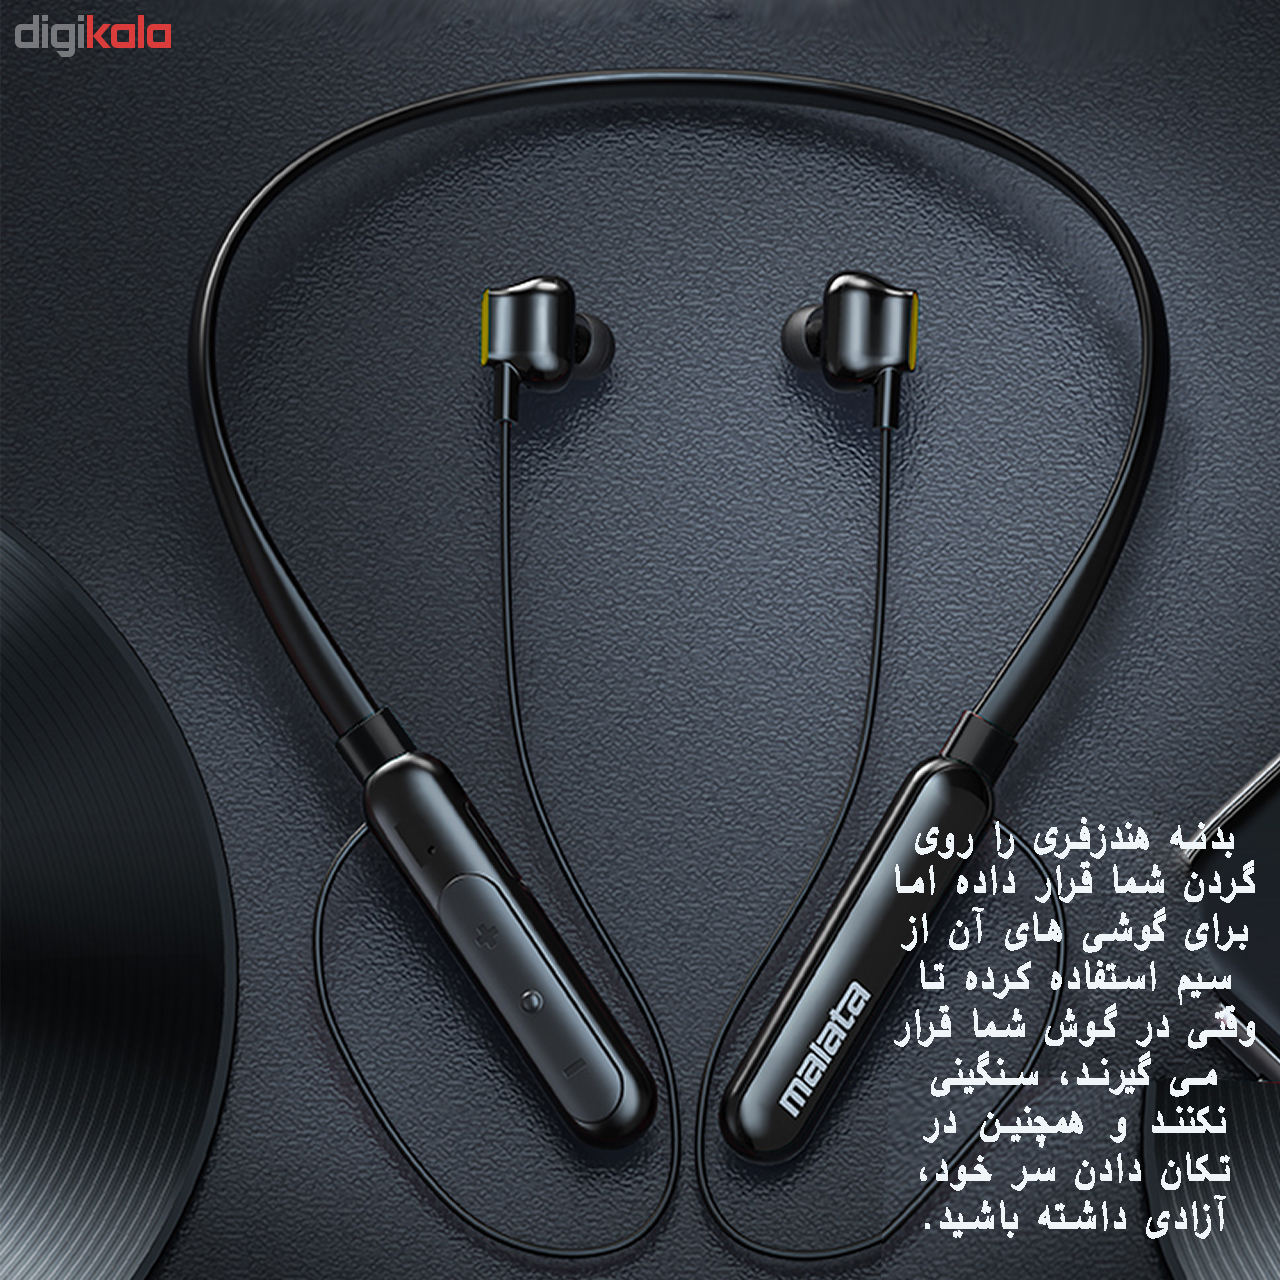 digikala
بدنه هندزفری را روی
گردن شما قرار داده اما
برای گوشی های آن از
سیم استفاده کرده تا
وقتی در گوش شما قرار
می گیرند، سنگینی
نکنند و همچنین در
تکان دادن سر خود،
آزادی داشته باشید.
malata